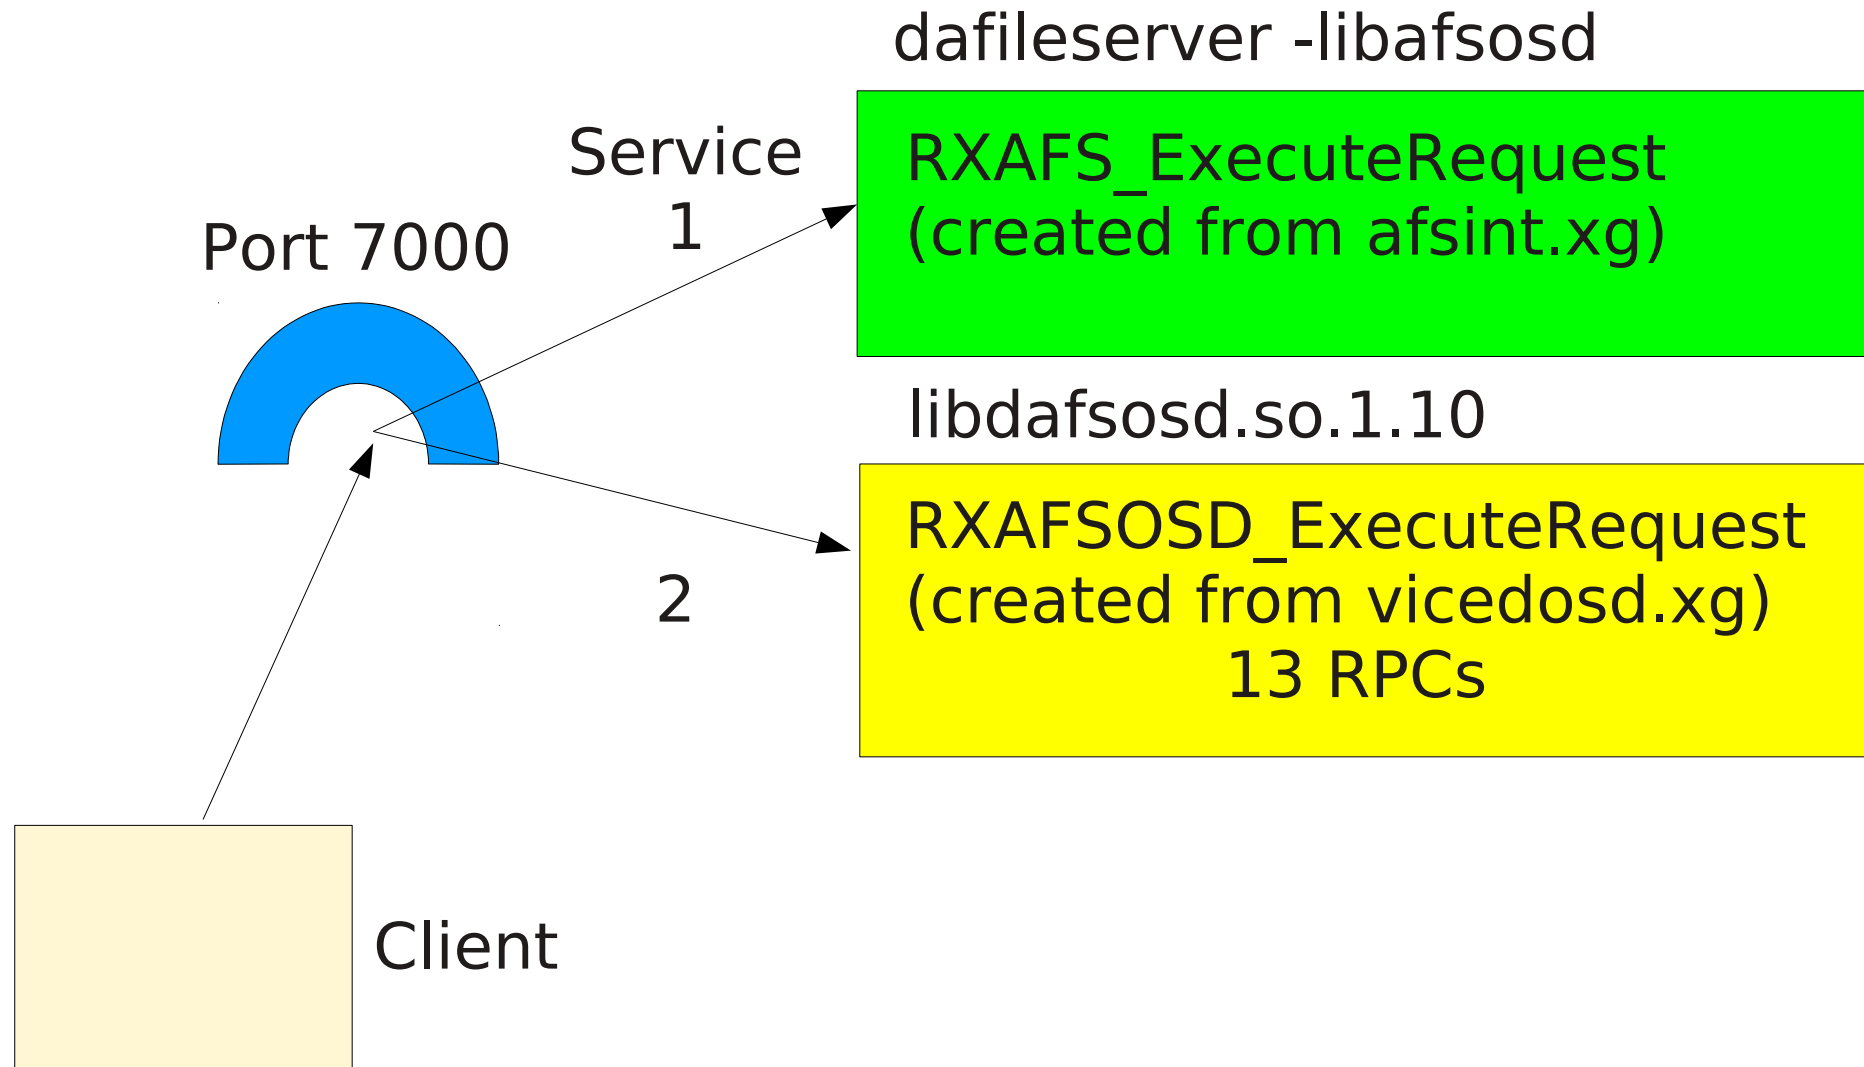 dafileserver -libafsosd
Service
1
RXAFS_ExecuteRequest
(created from afsint.xg)
Port 7000
libdafsosd.so.1.10
RXAFSOSD_ExecuteRequest
(created from vicedosd.xg)
13 RPCs
2
Client